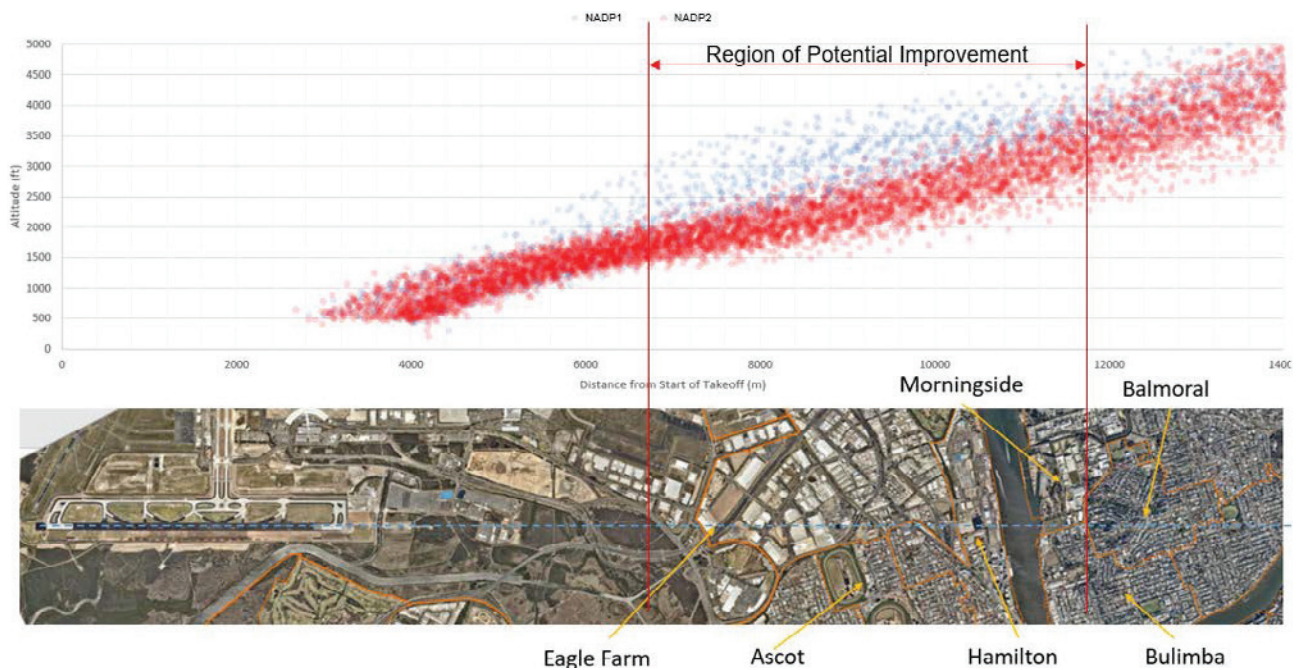 NADP1 NADP2
Region of Potential Improvement
5000
4500
4000
3500
3000
2500
2000
1500
1000
500
0
Altitude (ft)
0 2000 4000 6000 8000 10000 12000 1400
Distance from Start of Takeoff (m)
Morningside Balmoral
Eagle Farm Ascot Hamilton Bulimba